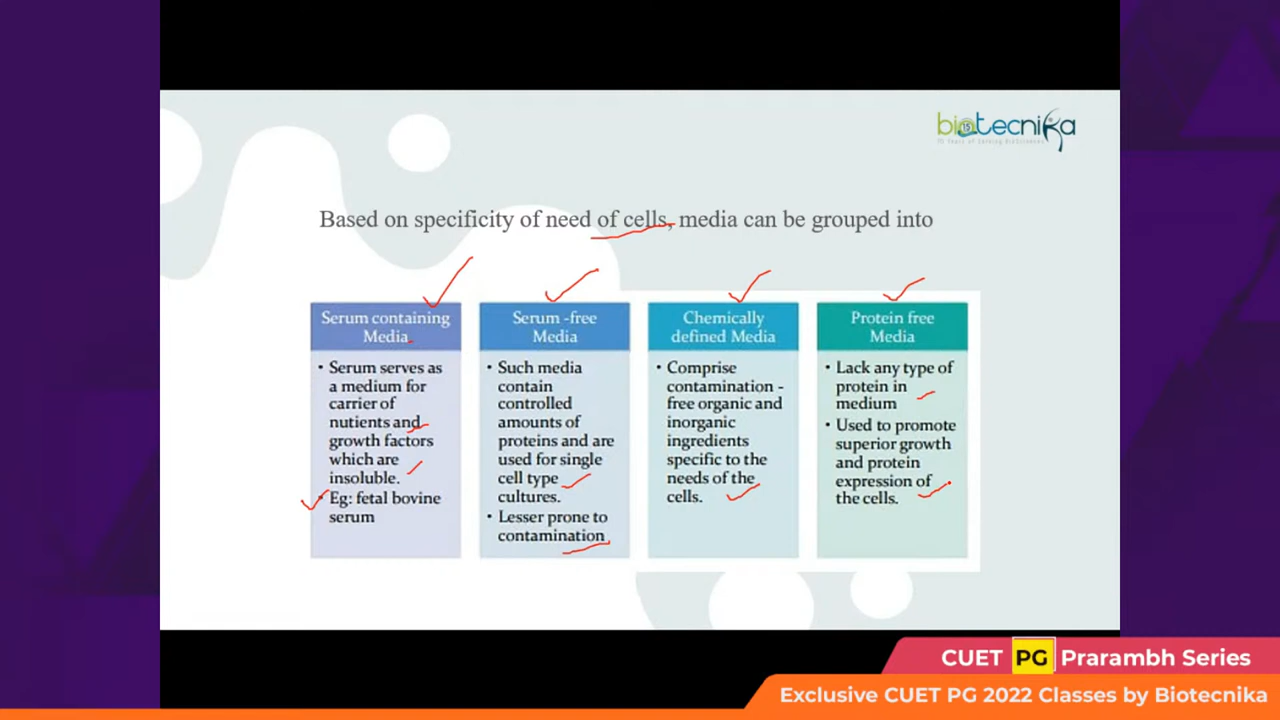 biotecnika
Based on specificity of need of cells, media can be grouped into
Serum containing
Media
• Serum serves as
a medium for
carrier of
nutients and
growth factors
which are
insoluble.
• Eg: fetal bovine
serum
Serum -free
Media
• Such media
contain
controlled
amounts of
proteins and are
used for single
cell type
cultures.
• Lesser prone to
contamination
Chemically
defined Media
• Comprise
contamination -
free organic and
inorganic
ingredients
specific to the
needs of the
cells.
Protein free
Media
• Lack any type of
protein in
medium
• Used to promote
superior growth
and protein
expression of
the cells.
CUET PG Prarambh Series
Exclusive CUET PG 2022 Classes by Biotecnika